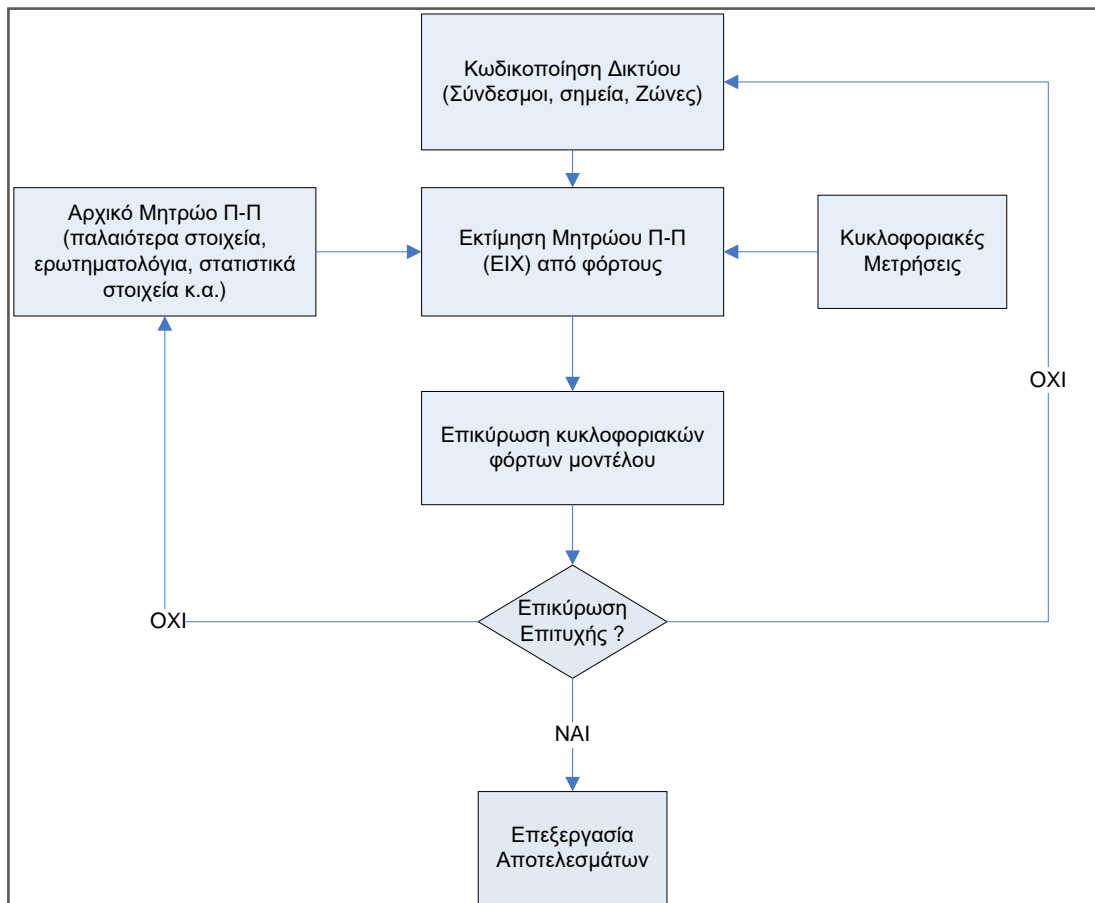 Κωδικοποίηση Δικτύου
(Σύνδεσμοι, σημεία, Ζώνες)
Αρχικό Μητρώο Π-Π
(παλαιότερα στοιχεία,
ερωτηματολόγια, στατιστικά
στοιχεία κ.α.)
Εκτίμηση Μητρώου Π-Π
(ΕΙΧ) από φόρτους
Κυκλοφοριακές
Μετρήσεις
ΟΧΙ
Επικύρωση κυκλοφοριακών
φόρτων μοντέλου
ΟΧΙ
Επικύρωση
Επιτυχής ?
ΝΑΙ
Επεξεργασία
Αποτελεσμάτων